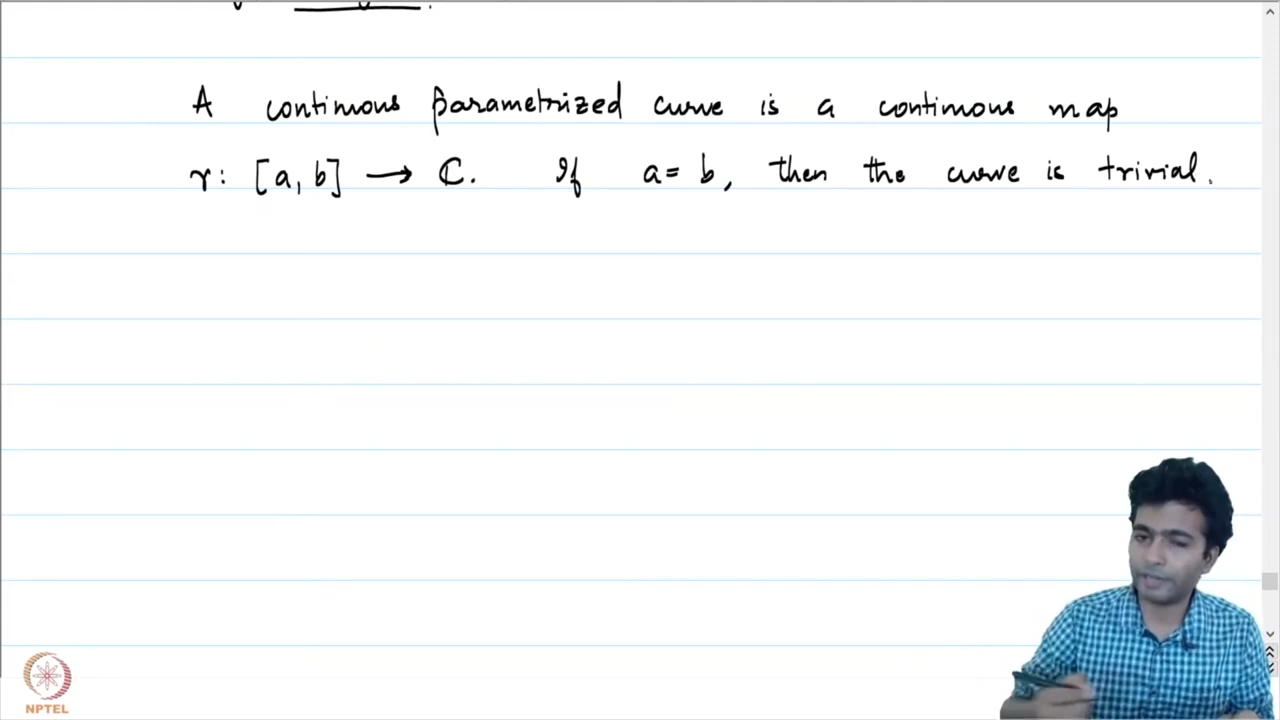 A continuous parametrized curve is a continuous map
γ: [a, b] ⟶ ℂ. If a = b, then the curve is trivial.
NPTEL